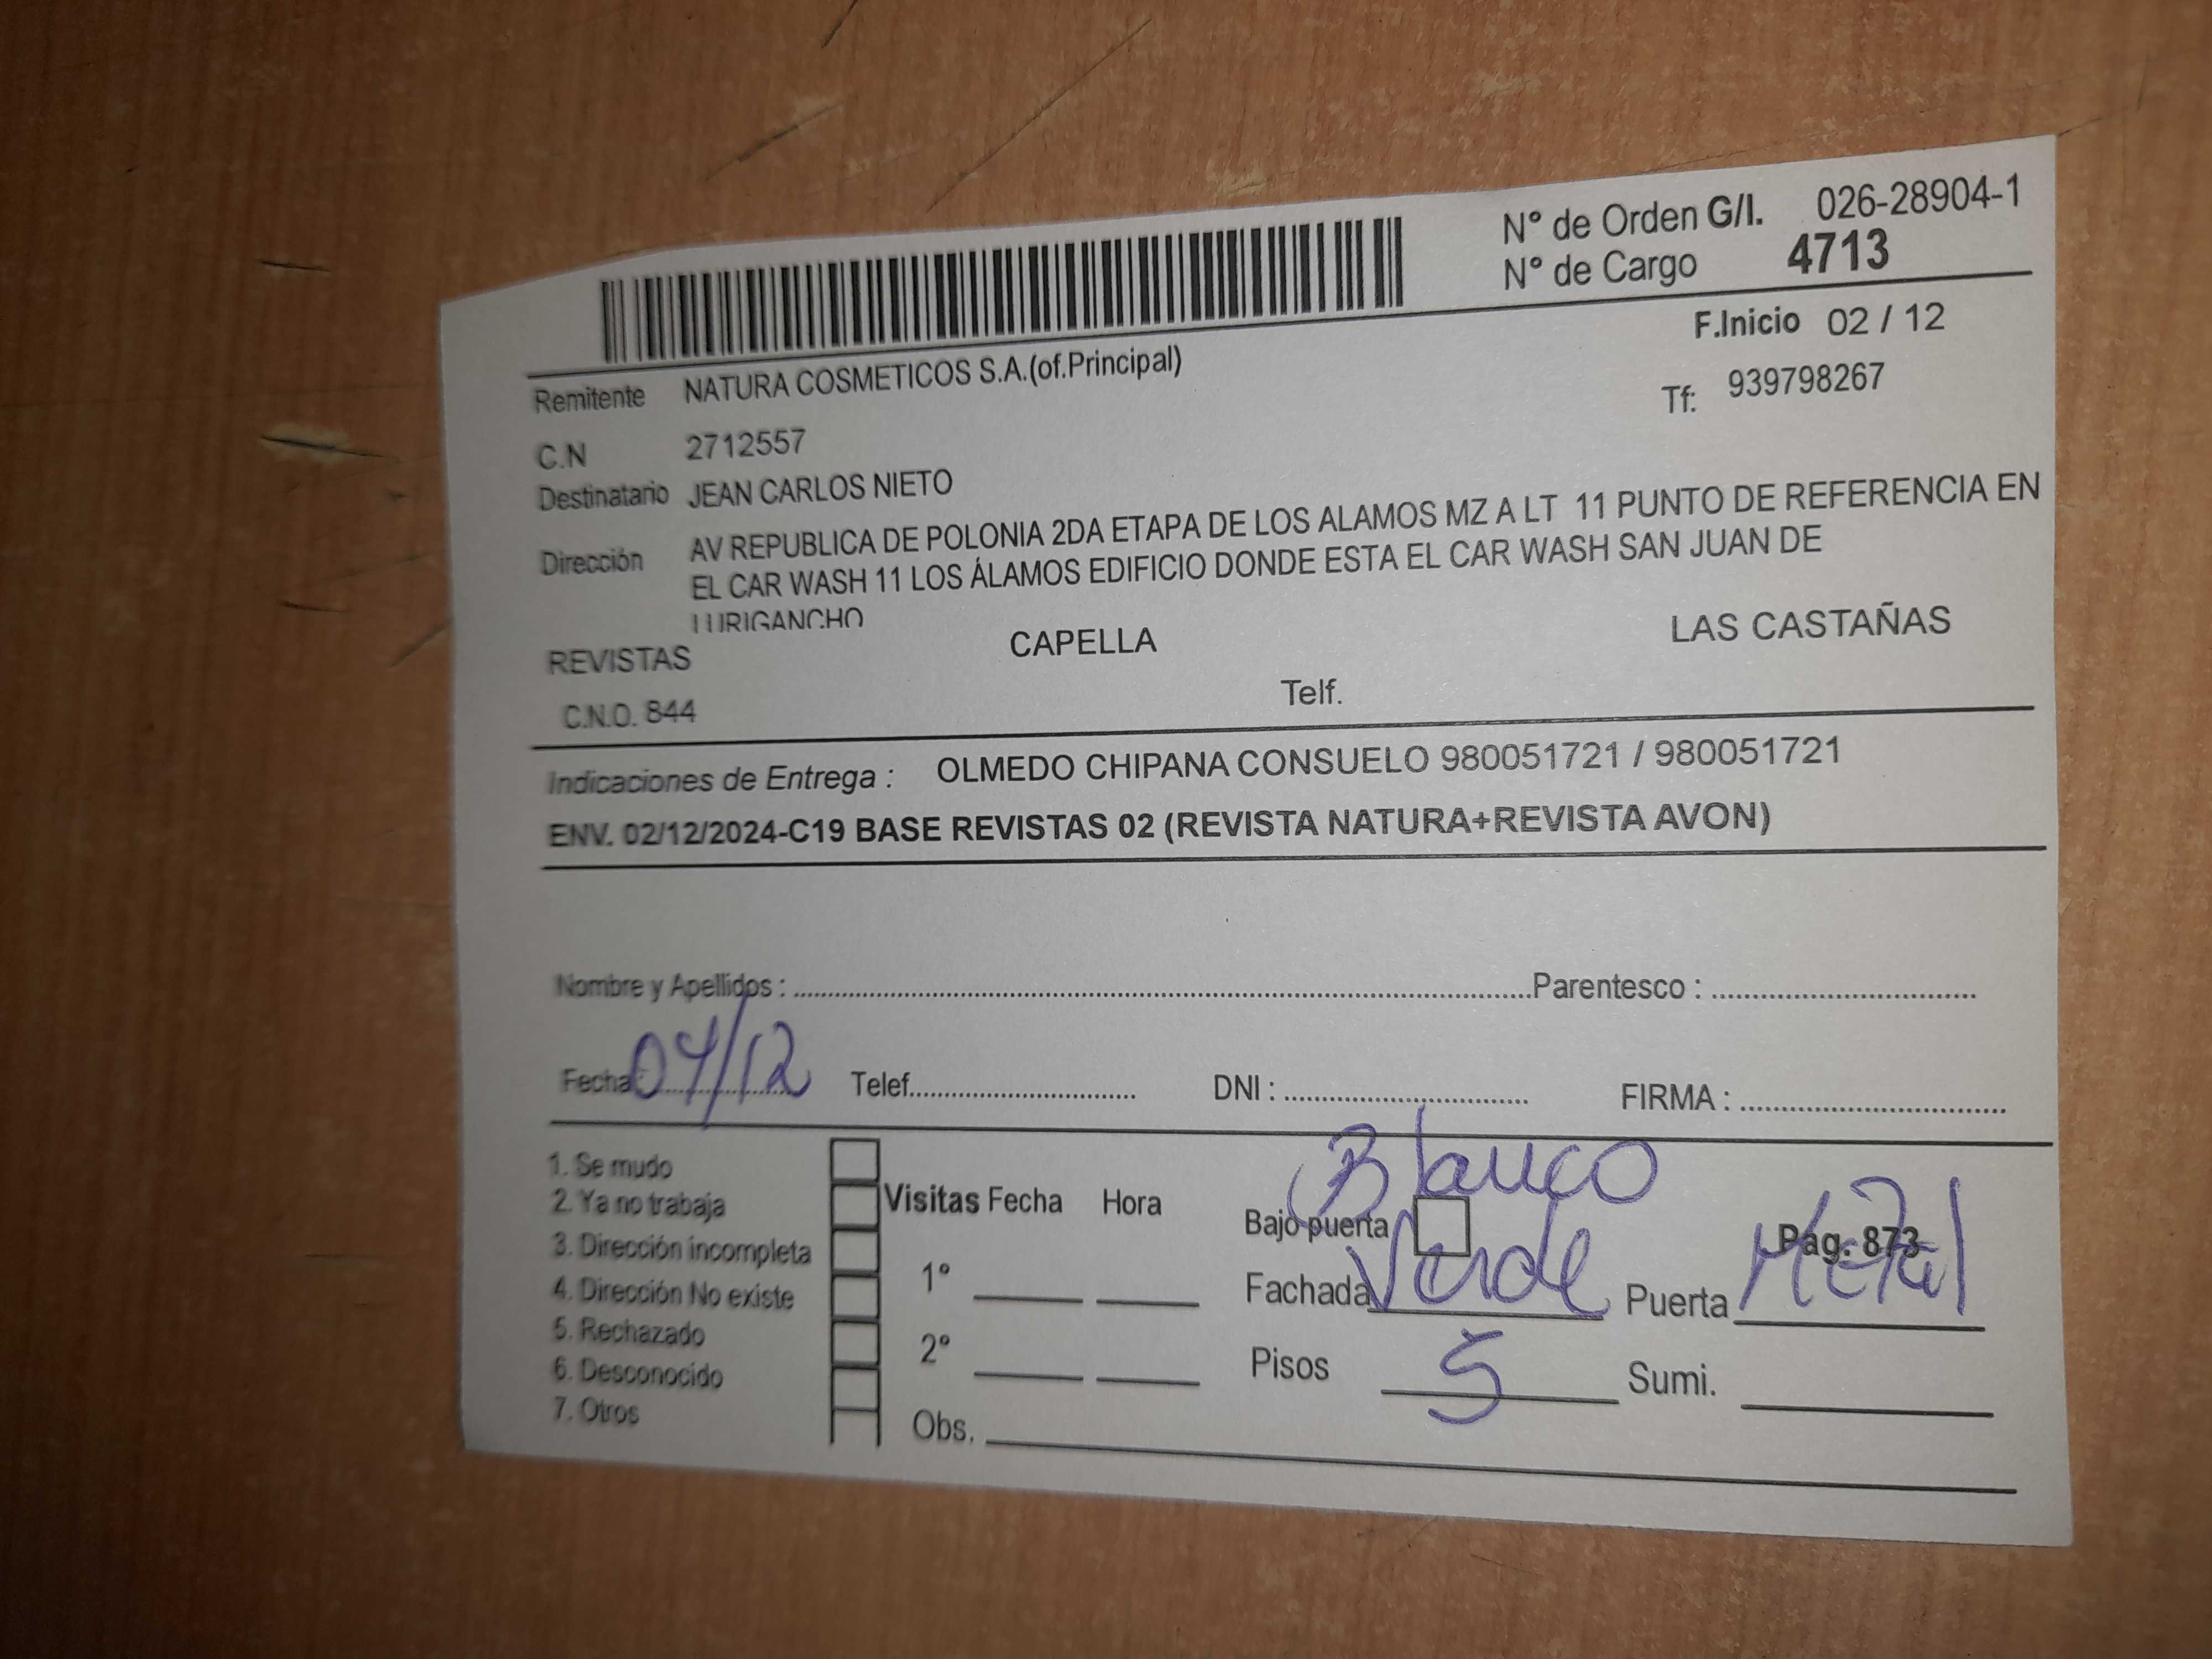 N° de Orden G/I. 026-28904-1
N° de Cargo 4713
F.Inicio 02 / 12
Remitente NATURA COSMETICOS S.A.(of.Principal)
Tf: 939798267
C.N 2712557
Destinatario JEAN CARLOS NIETO
Dirección AV REPUBLICA DE POLONIA 2DA ETAPA DE LOS ALAMOS MZ A LT 11 PUNTO DE REFERENCIA EN
EL CAR WASH 11 LOS ÁLAMOS EDIFICIO DONDE ESTA EL CAR WASH SAN JUAN DE
LURIGANCHO
REVISTAS CAPELLA LAS CASTAÑAS
C.N.O. 844 Telf.
Indicaciones de Entrega : OLMEDO CHIPANA CONSUELO 980051721 / 980051721
ENV. 02/12/2024-C19 BASE REVISTAS 02 (REVISTA NATURA+REVISTA AVON)
Nombre y Apellidos : Parentesco :
Fecha: 04/12 Telef. DNI : FIRMA :
Blanco
1. Se mudo
2. Ya no trabaja Visitas Fecha Hora Bajo puerta Pag. 873
3. Dirección incompleta
4. Dirección No existe 1° Fachada Verde Puerta Metal
5. Rechazado
6. Desconocido 2° Pisos 5 Sumi.
7. Otros Obs.